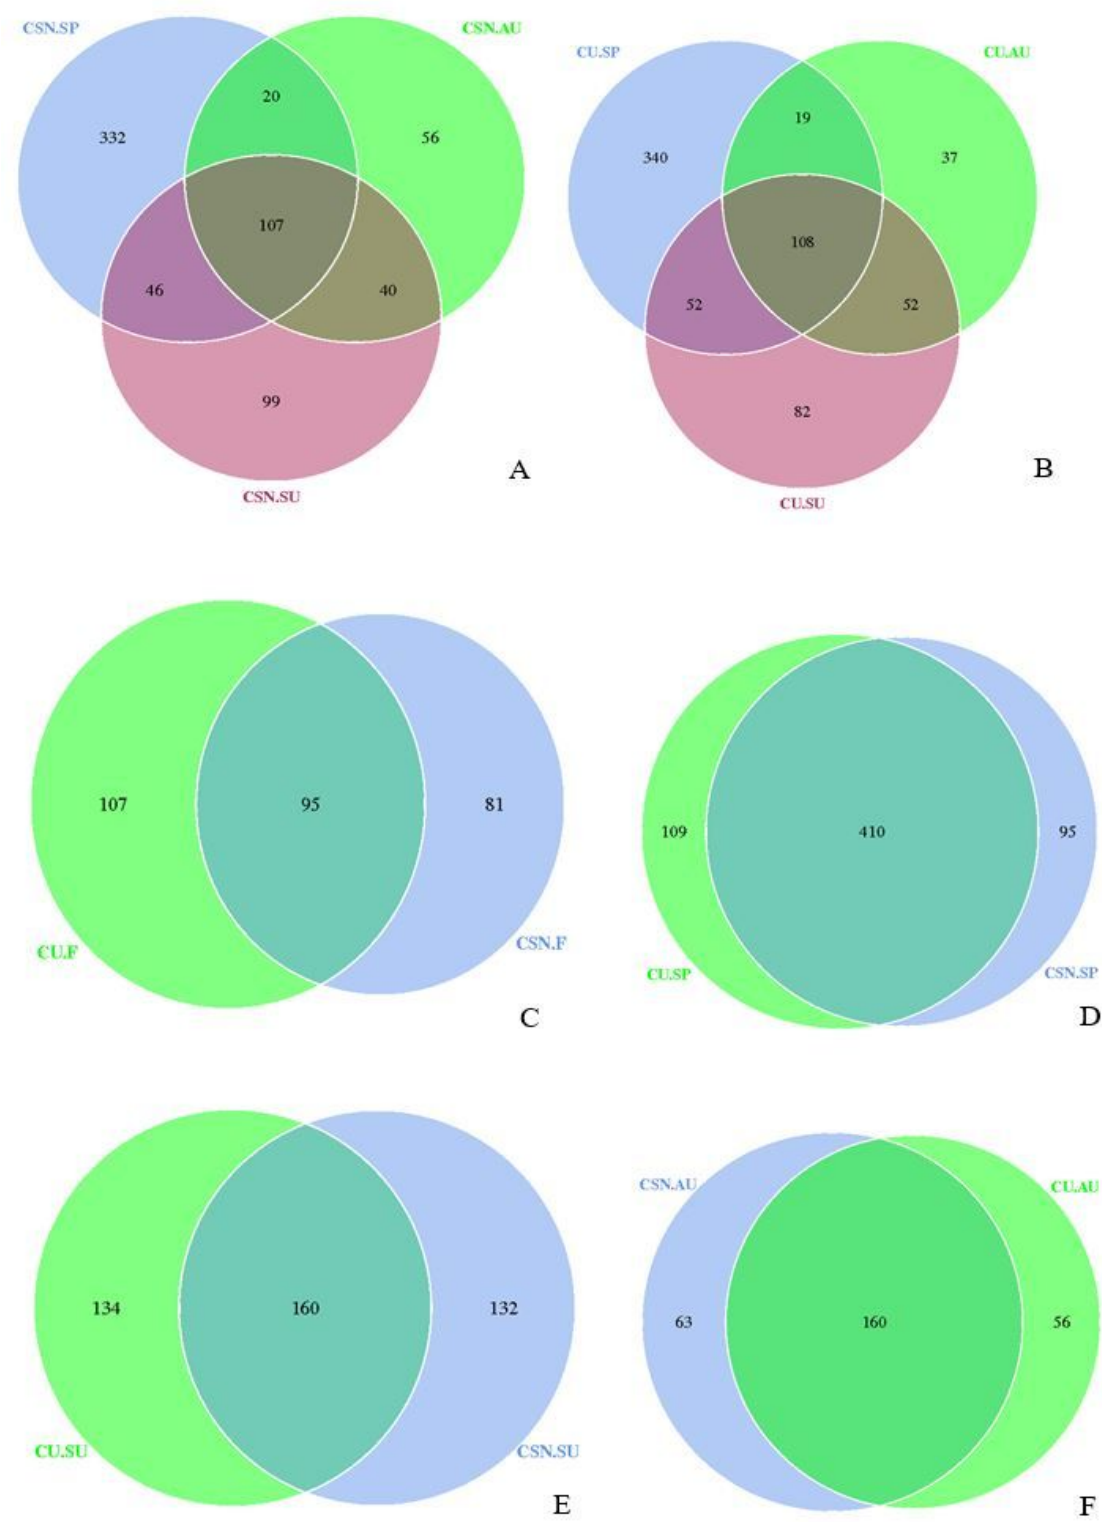 CSN.SP
CSN.AU
20
332
56
107
46
40
99
A
CSN.SU
CU.SP
CU.AU
19
340
37
108
52
52
82
B
CU.SU
107
95
81
CU.F
CSN.F
C
109
410
95
CU.SP
CSN.SP
D
134
160
132
CU.SU
CSN.SU
E
CSN.AU
CU.AU
63
160
56
F